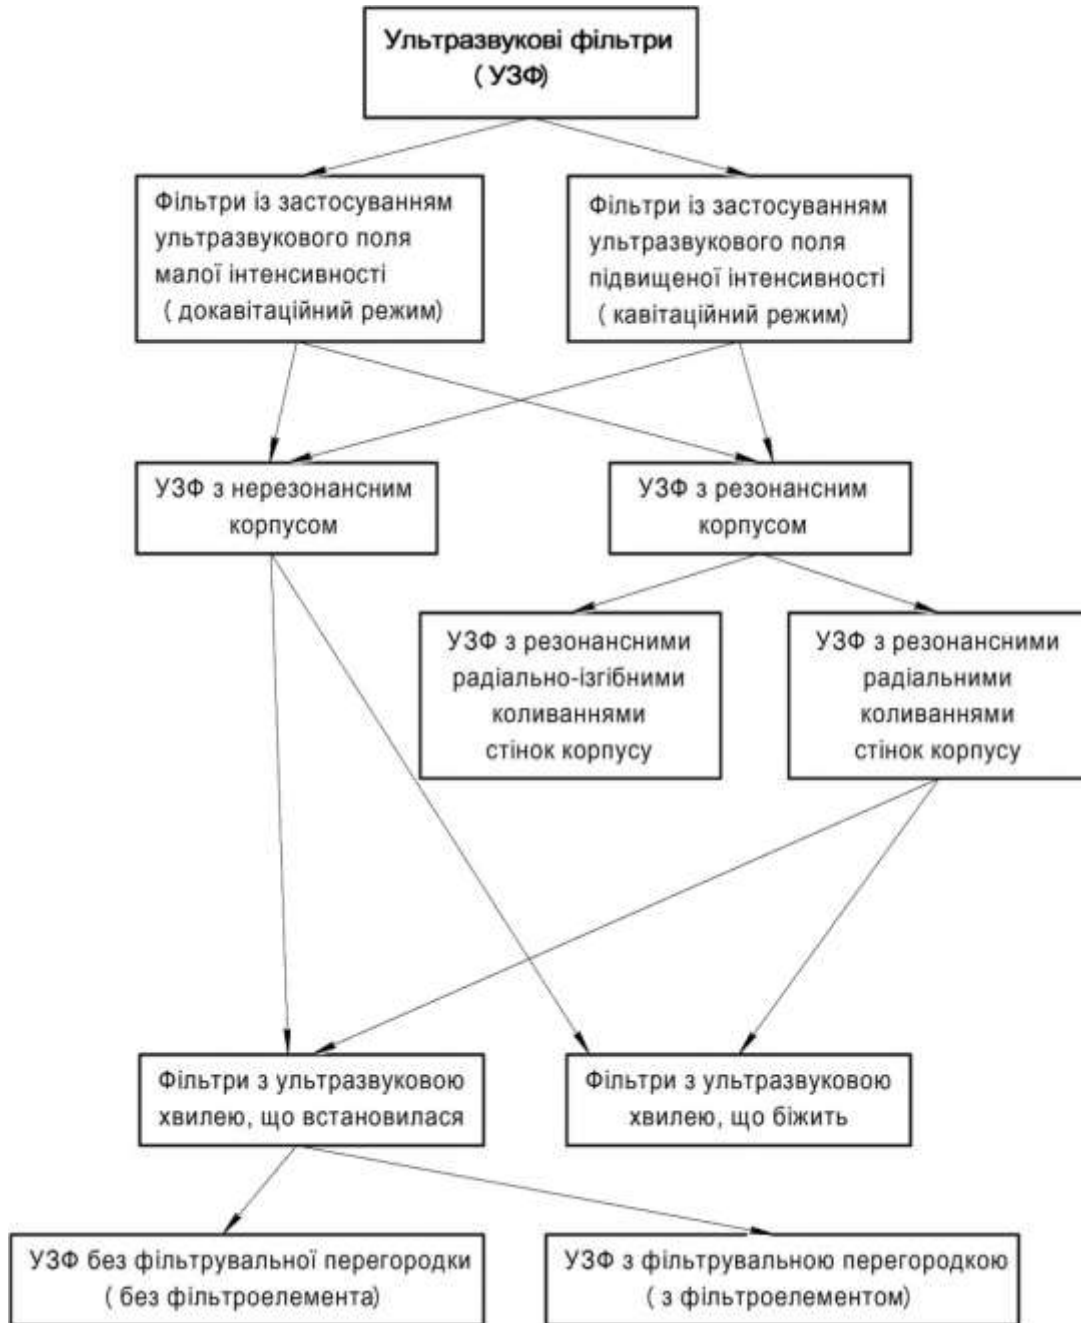 Ультразвукові фільтри
( УЗФ)
Фільтри із застосуванням
ультразвукового поля
малої інтенсивності
( докавітаційний режим)
Фільтри із застосуванням
ультразвукового поля
підвищеної інтенсивності
( кавітаційний режим)
УЗФ з нерезонансним
корпусом
УЗФ з резонансним
корпусом
УЗФ з резонансними
радіально-ізгібними
коливаннями
стінок корпусу
УЗФ з резонансними
радіальними
коливаннями
стінок корпусу
Фільтри з ультразвуковою
хвилею, що встановилася
Фільтри з ультразвуковою
хвилею, що біжить
УЗФ без фільтрувальної перегородки
( без фільтроелемента)
УЗФ з фільтрувальною перегородкою
( з фільтроелементом)